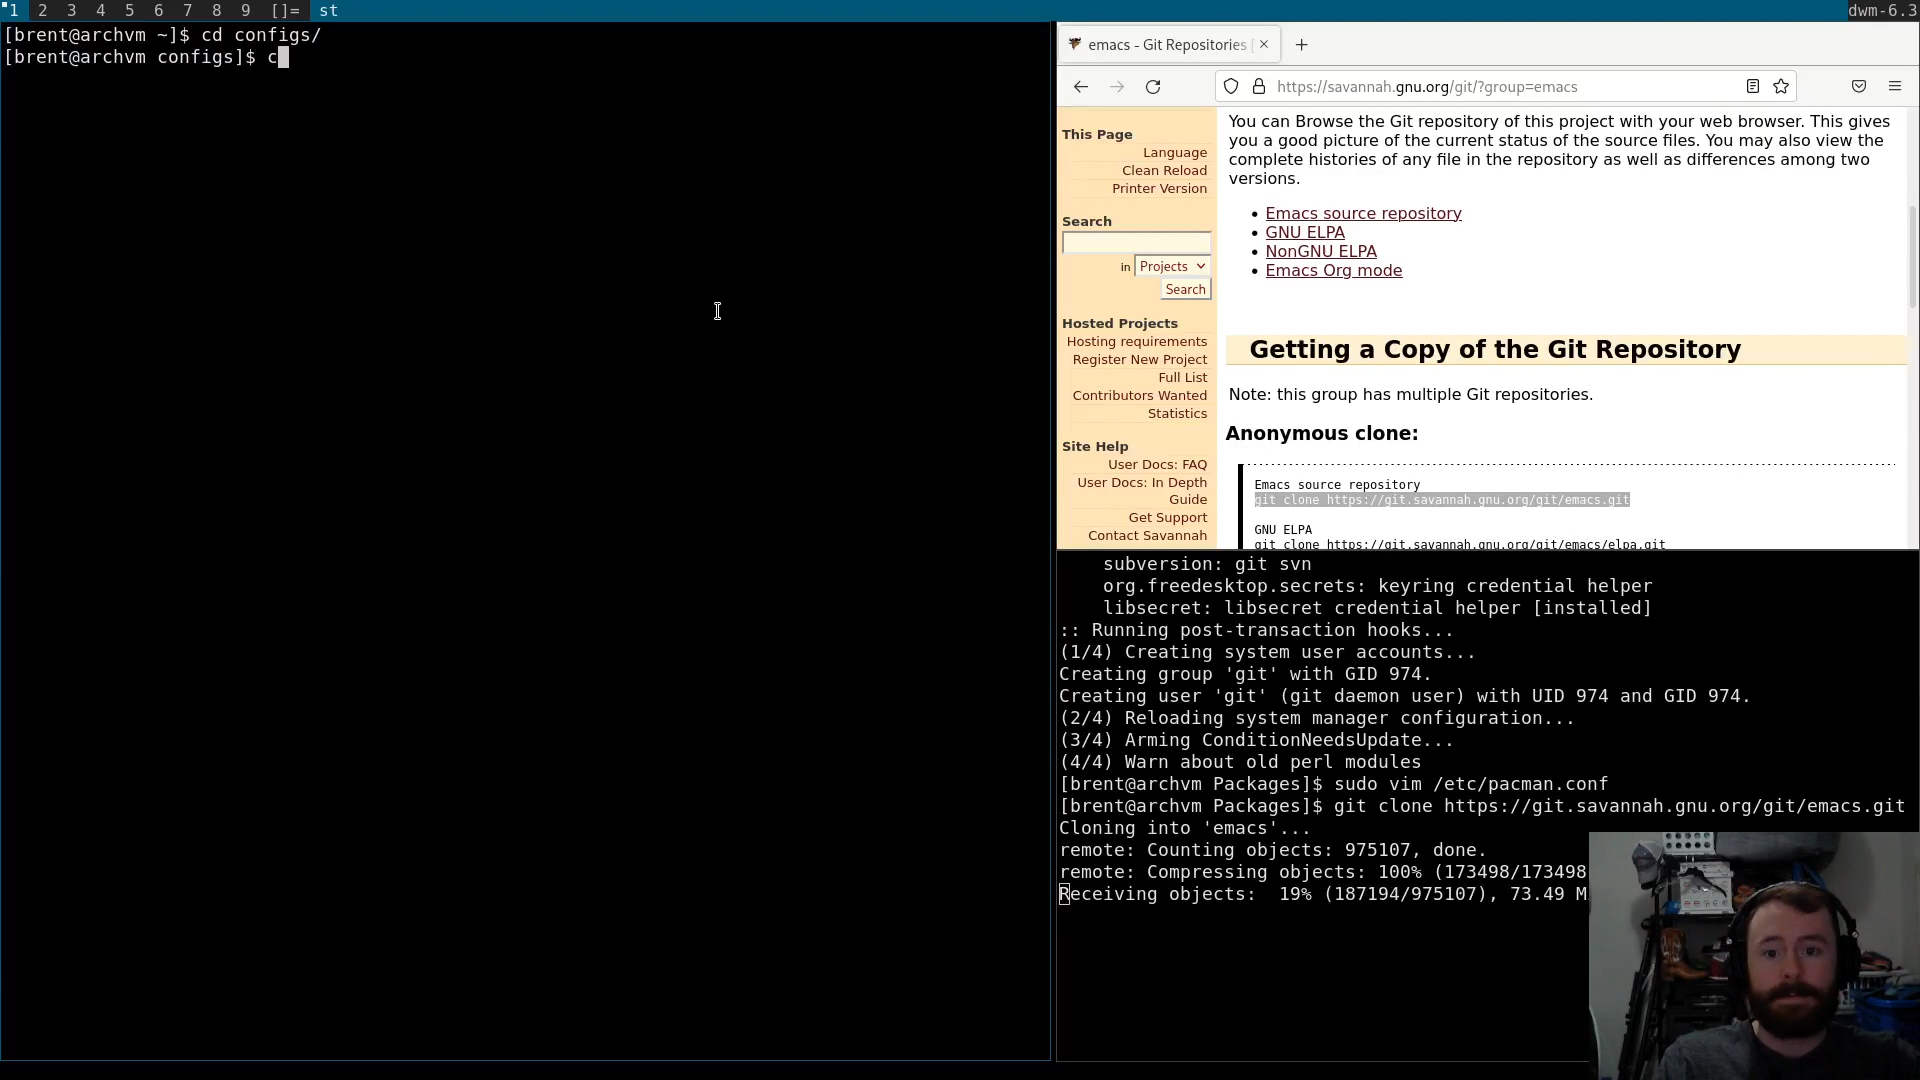 1 2 3 4 5 6 7 8 9 []= st dwm-6.3
[brent@archvm ~]$ cd configs/
[brent@archvm configs]$ c
emacs - Git Repositories [
https://savannah.gnu.org/git/?group=emacs
This Page
Language
Clean Reload
Printer Version
Search
in Projects
Search
Hosted Projects
Hosting requirements
Register New Project
Full List
Contributors Wanted
Statistics
Site Help
User Docs: FAQ
User Docs: In Depth
Guide
Get Support
Contact Savannah
You can Browse the Git repository of this project with your web browser. This gives
you a good picture of the current status of the source files. You may also view the
complete histories of any file in the repository as well as differences among two
versions.
• Emacs source repository
• GNU ELPA
• NonGNU ELPA
• Emacs Org mode
Getting a Copy of the Git Repository
Note: this group has multiple Git repositories.
Anonymous clone:
Emacs source repository
git clone https://git.savannah.gnu.org/git/emacs.git
GNU ELPA
git clone https://git.savannah.gnu.org/git/emacs/elpa.git
subversion: git svn
org.freedesktop.secrets: keyring credential helper
libsecret: libsecret credential helper [installed]
:: Running post-transaction hooks...
(1/4) Creating system user accounts...
Creating group 'git' with GID 974.
Creating user 'git' (git daemon user) with UID 974 and GID 974.
(2/4) Reloading system manager configuration...
(3/4) Arming ConditionNeedsUpdate...
(4/4) Warn about old perl modules
[brent@archvm Packages]$ sudo vim /etc/pacman.conf
[brent@archvm Packages]$ git clone https://git.savannah.gnu.org/git/emacs.git
Cloning into 'emacs'...
remote: Counting objects: 975107, done.
remote: Compressing objects: 100% (173498/173498
Receiving objects:  19% (187194/975107), 73.49 M